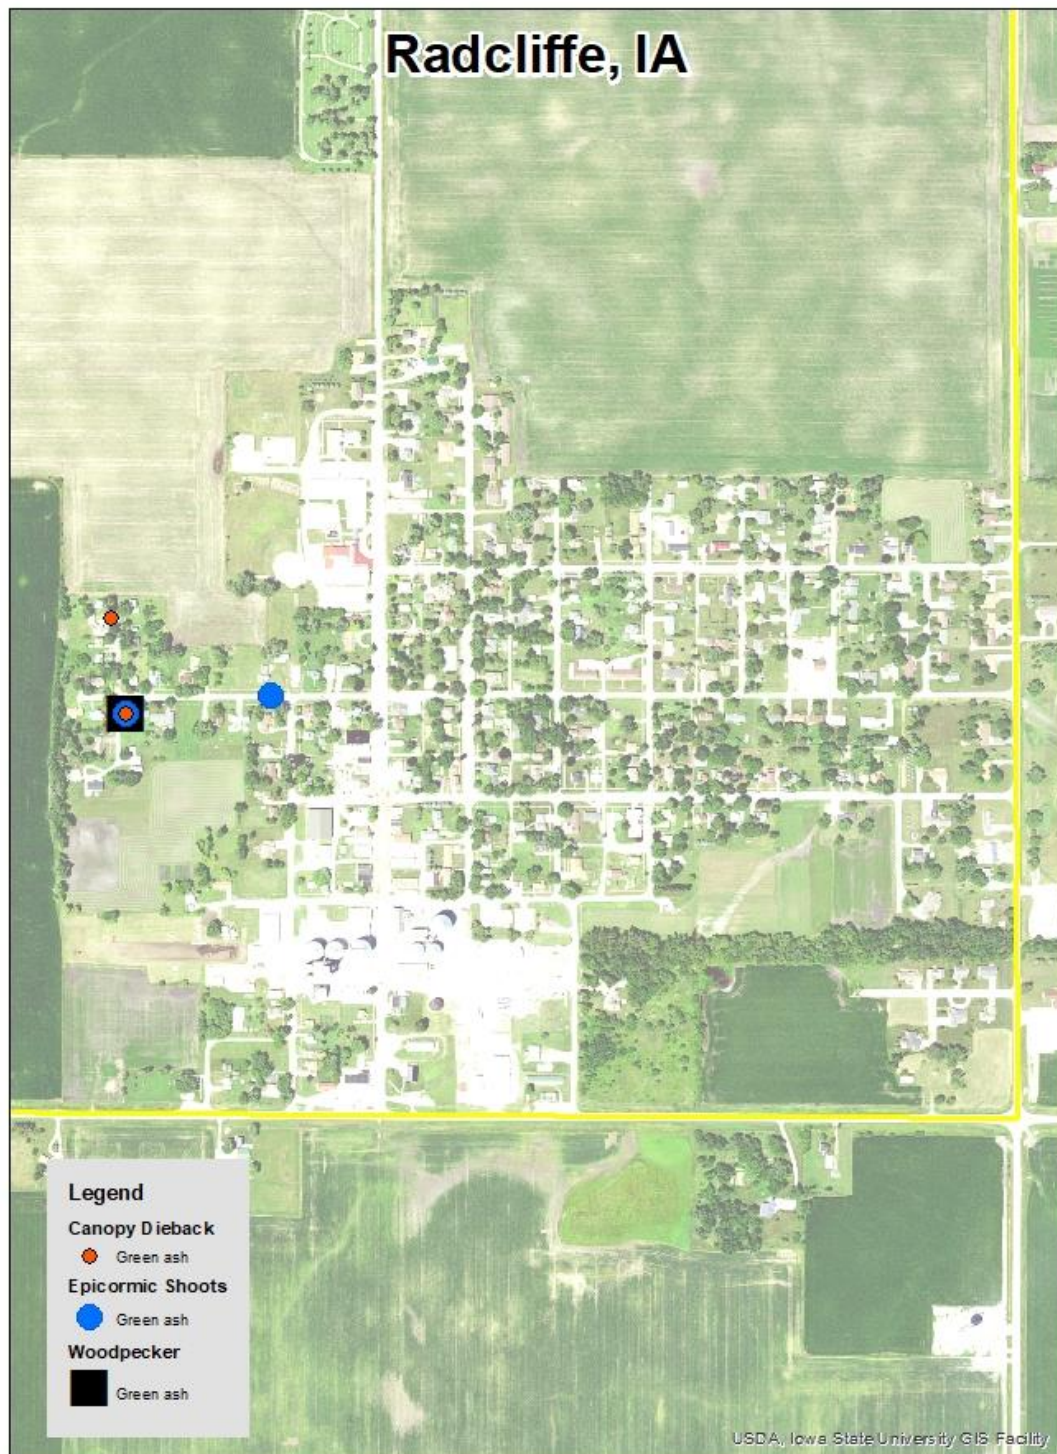 Radcliffe, IA
Legend
Canopy Dieback
Green ash
Epicormic Shoots
Green ash
Woodpecker
Green ash
USDA, Iowa State University GIS Facility